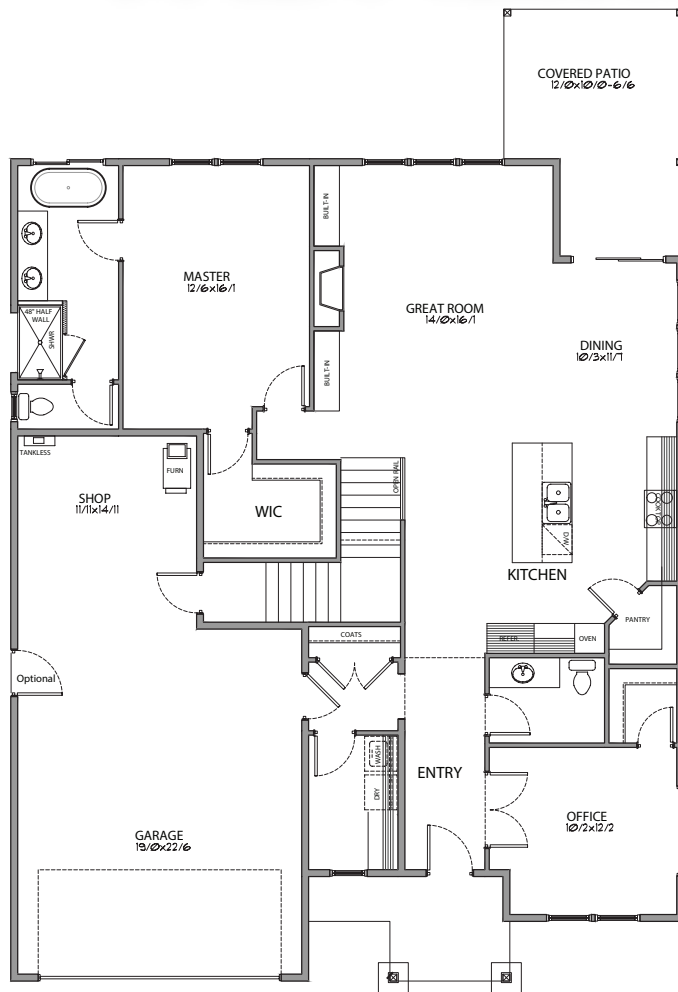 COVERED PATIO
12/0x10/0-6/6
BUILT-IN
MASTER
12/6x16/1
GREAT ROOM
14/0x16/1
48" HALF
WALL
SHWR
DINING
10/3x11/7
BUILT-IN
TANKLESS
FURN
OPEN RAIL
SHOP
11/11x14/11
WIC
COOK TOP
D/W
KITCHEN
PANTRY
COATS
REFER.
OVEN
Optional
WASH
ENTRY
DRY
OFFICE
10/2x12/2
GARAGE
19/0x22/6